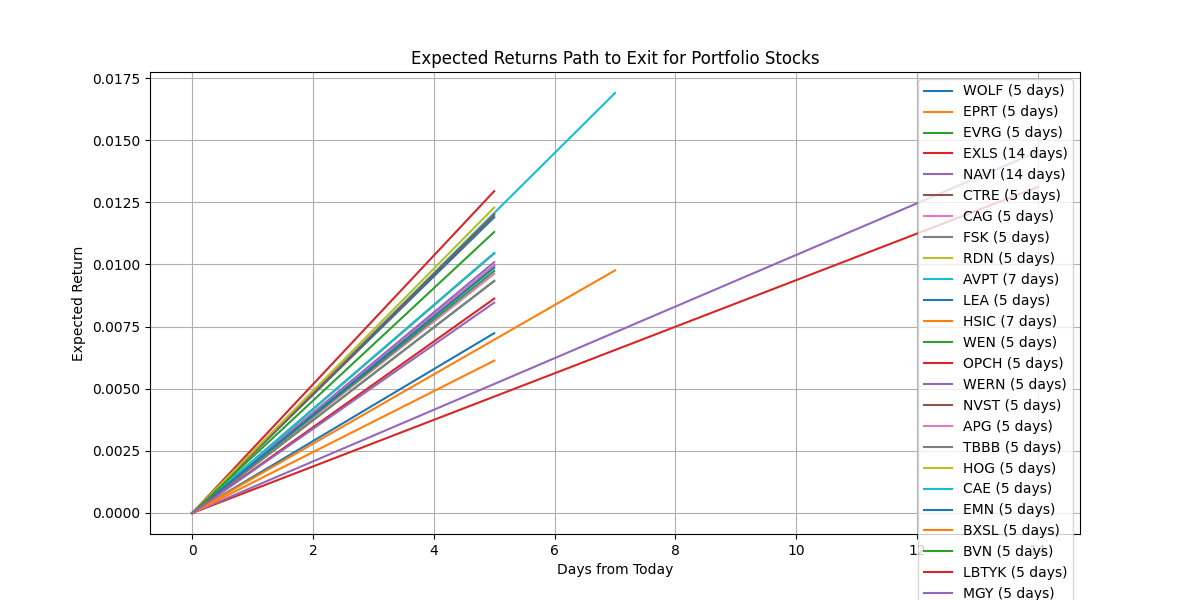 Expected Returns Path to Exit for Portfolio Stocks
Expected Return
0.0175
0.0150
0.0125
0.0100
0.0075
0.0050
0.0025
0.0000
WOLF (5 days)
EPRT (5 days)
EVRG (5 days)
EXLS (14 days)
NAVI (14 days)
CTRE (5 days)
CAG (5 days)
FSK (5 days)
RDN (5 days)
AVPT (7 days)
LEA (5 days)
HSIC (7 days)
WEN (5 days)
OPCH (5 days)
WERN (5 days)
NVST (5 days)
APG (5 days)
TBBB (5 days)
HOG (5 days)
CAE (5 days)
EMN (5 days)
BXSL (5 days)
BVN (5 days)
LBTYK (5 days)
MGY (5 days)
0 2 4 6 8 10 12
Days from Today